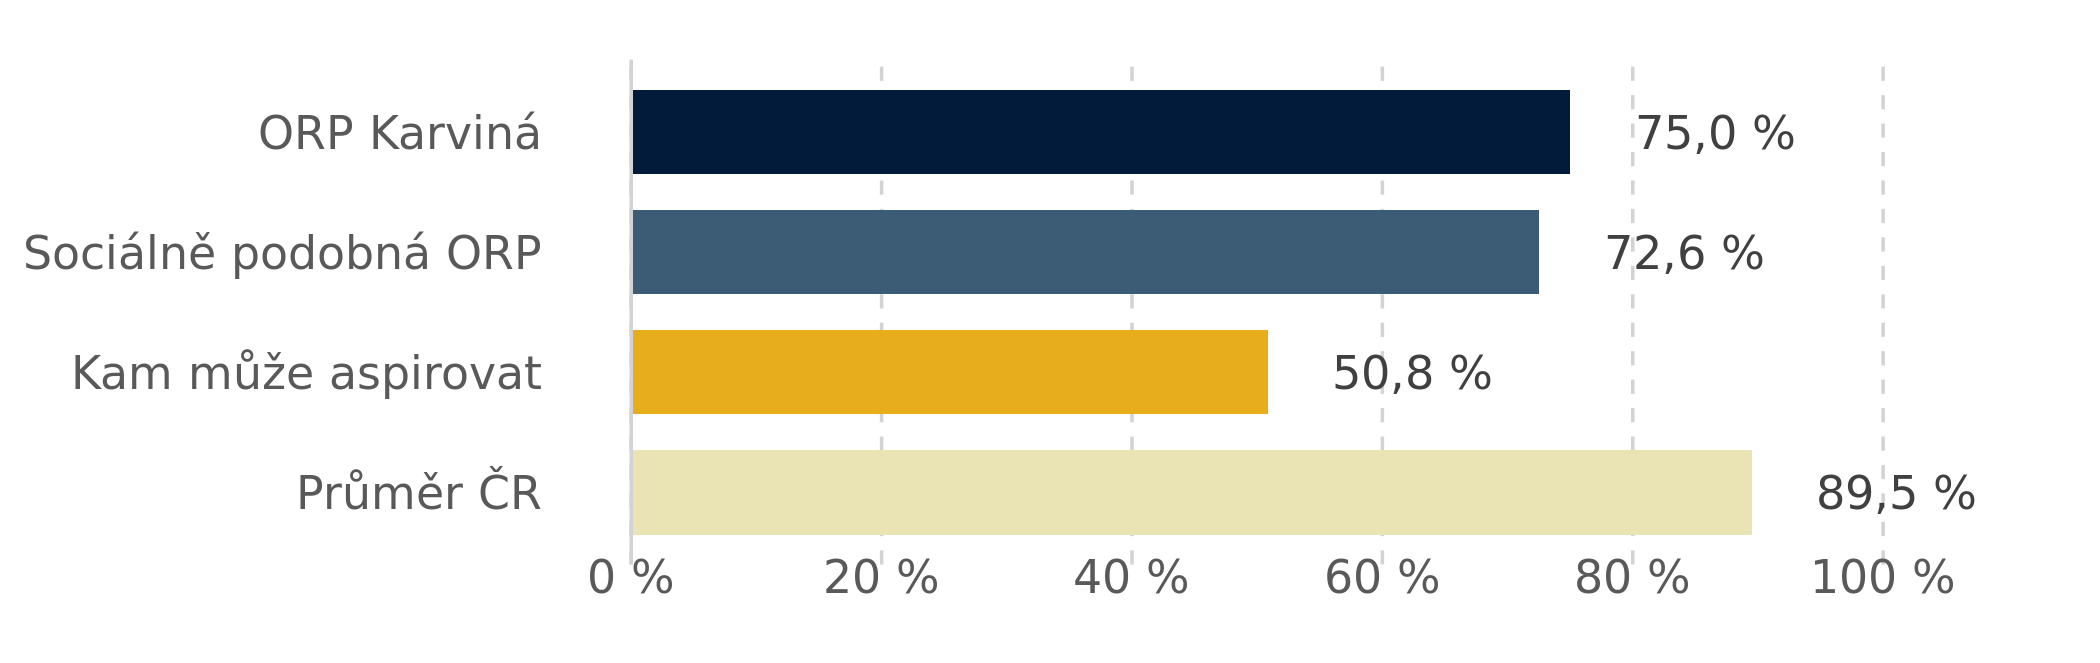 ORP Karviná 75,0 %
Sociálně podobná ORP 72,6 %
Kam může aspirovat 50,8 %
Průměr ČR 89,5 %
0 % 20 % 40 % 60 % 80 % 100 %